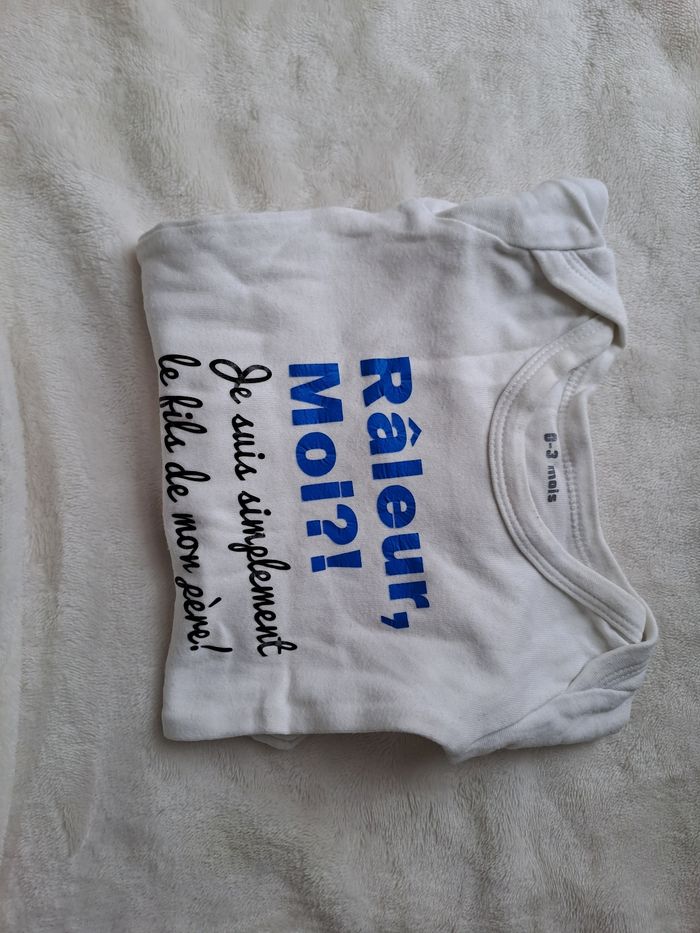 0-3 mois
Râleur,
Moi?!
Je suis simplement
le fils de mon père!